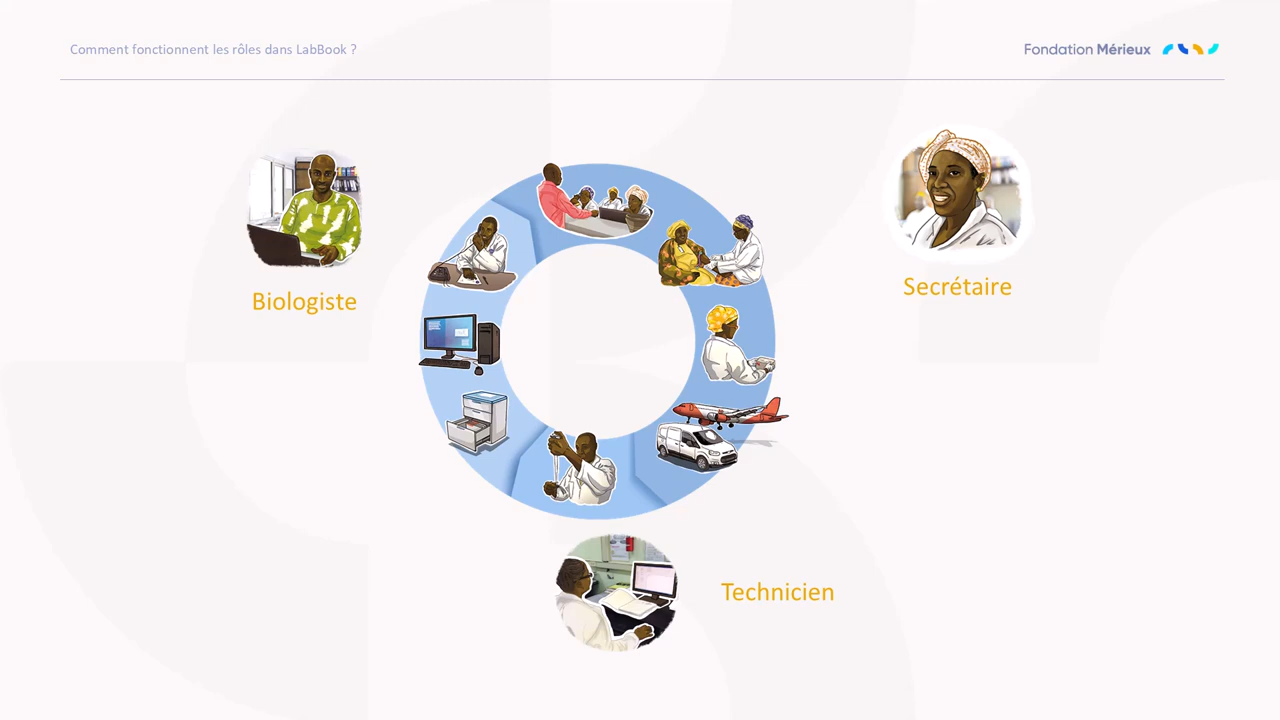 Comment fonctionnent les rôles dans LabBook ?
Fondation Mérieux
Biologiste
Secrétaire
Technicien